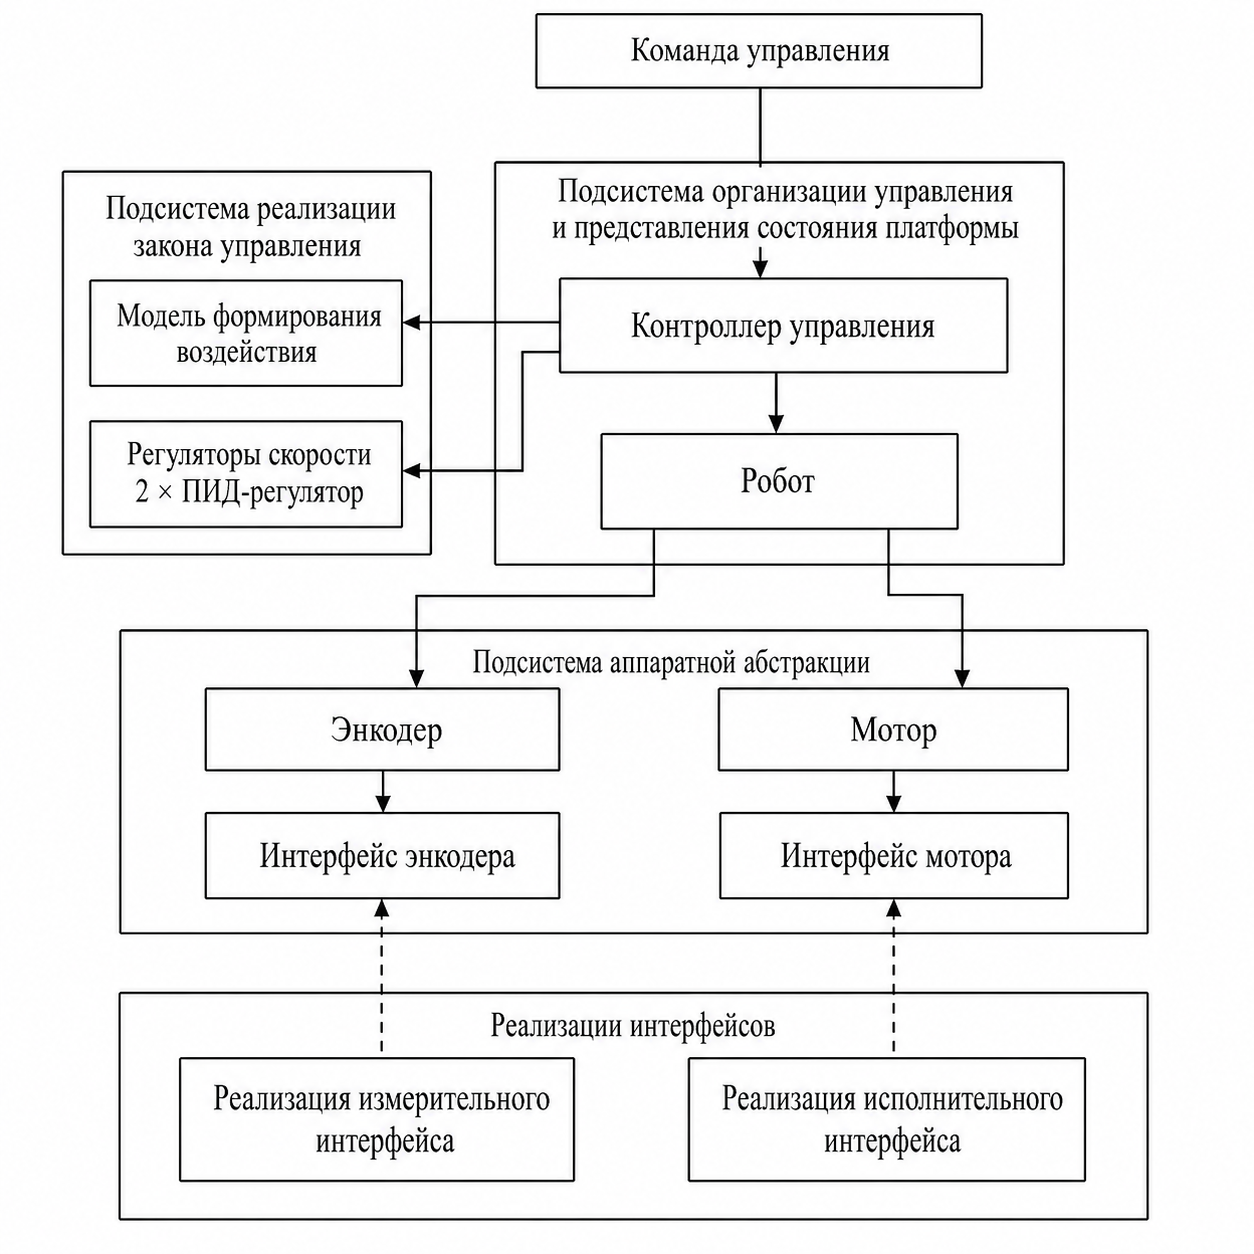 Команда управления
Подсистема реализации
закона управления
Модель формирования
воздействия
Регуляторы скорости
2 × ПИД-регулятор
Подсистема организации управления
и представления состояния платформы
Контроллер управления
Робот
Подсистема аппаратной абстракции
Энкодер
Мотор
Интерфейс энкодера
Интерфейс мотора
Реализации интерфейсов
Реализация измерительного
интерфейса
Реализация исполнительного
интерфейса